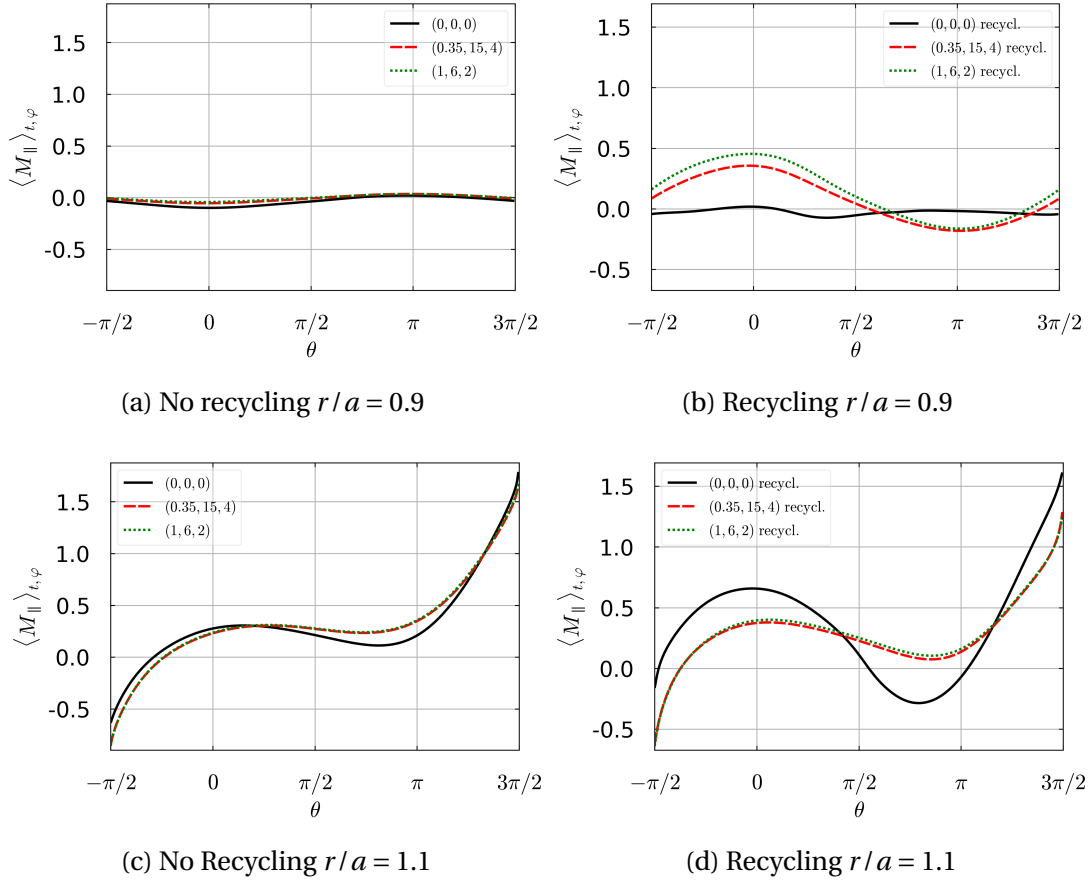 (0, 0, 0)
(0.35, 15, 4)
(1, 6, 2)
1.5
1.0
0.5
0.0
-0.5
⟨M∥⟩t,φ
−π/2 0 π/2 π 3π/2
θ
(a) No recycling r/a = 0.9
(0, 0, 0) recycl.
(0.35, 15, 4) recycl.
(1, 6, 2) recycl.
1.5
1.0
0.5
0.0
-0.5
⟨M∥⟩t,φ
−π/2 0 π/2 π 3π/2
θ
(b) Recycling r/a = 0.9
(0, 0, 0)
(0.35, 15, 4)
(1, 6, 2)
1.5
1.0
0.5
0.0
-0.5
⟨M∥⟩t,φ
−π/2 0 π/2 π 3π/2
θ
(c) No Recycling r/a = 1.1
(0, 0, 0) recycl.
(0.35, 15, 4) recycl.
(1, 6, 2) recycl.
1.5
1.0
0.5
0.0
-0.5
⟨M∥⟩t,φ
−π/2 0 π/2 π 3π/2
θ
(d) Recycling r/a = 1.1